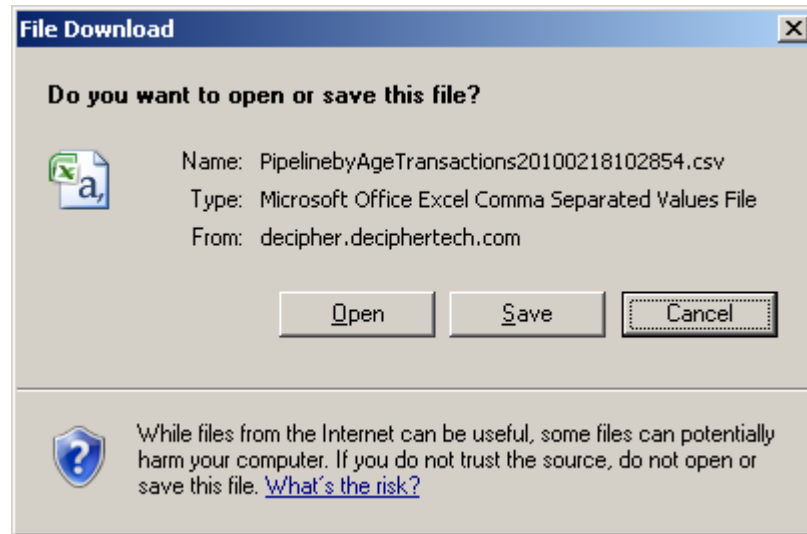 File Download
Do you want to open or save this file?
Name: PipelinebyAgeTransactions20100218102854.csv
Type: Microsoft Office Excel Comma Separated Values File
From: decipher.deciphertech.com
Open Save Cancel
While files from the Internet can be useful, some files can potentially
harm your computer. If you do not trust the source, do not open or
save this file. What's the risk?